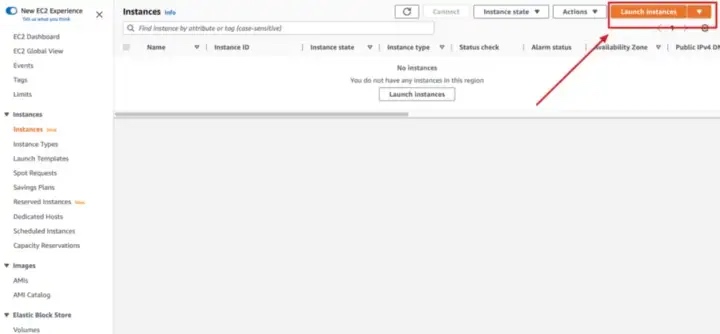 New EC2 Experience
Tell us what you think
EC2 Dashboard
EC2 Global View
Events
Tags
Limits
Instances
Instances New
Instance Types
Launch Templates
Spot Requests
Savings Plans
Reserved Instances New
Dedicated Hosts
Scheduled Instances
Capacity Reservations
Images
AMIs
AMI Catalog
Elastic Block Store
Volumes
Instances Info
Connect
Instance state
Actions
Launch instances
Find instance by attribute or tag (case-sensitive)
1
Name
Instance ID
Instance state
Instance type
Status check
Alarm status
Availability Zone
Public IPv4 DN
No instances
You do not have any instances in this region
Launch instances